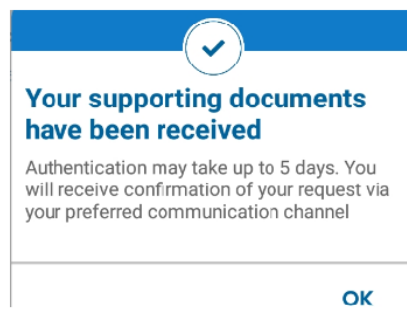 Your supporting documents
have been received
Authentication may take up to 5 days. You
will receive confirmation of your request via
your preferred communication channel
OK